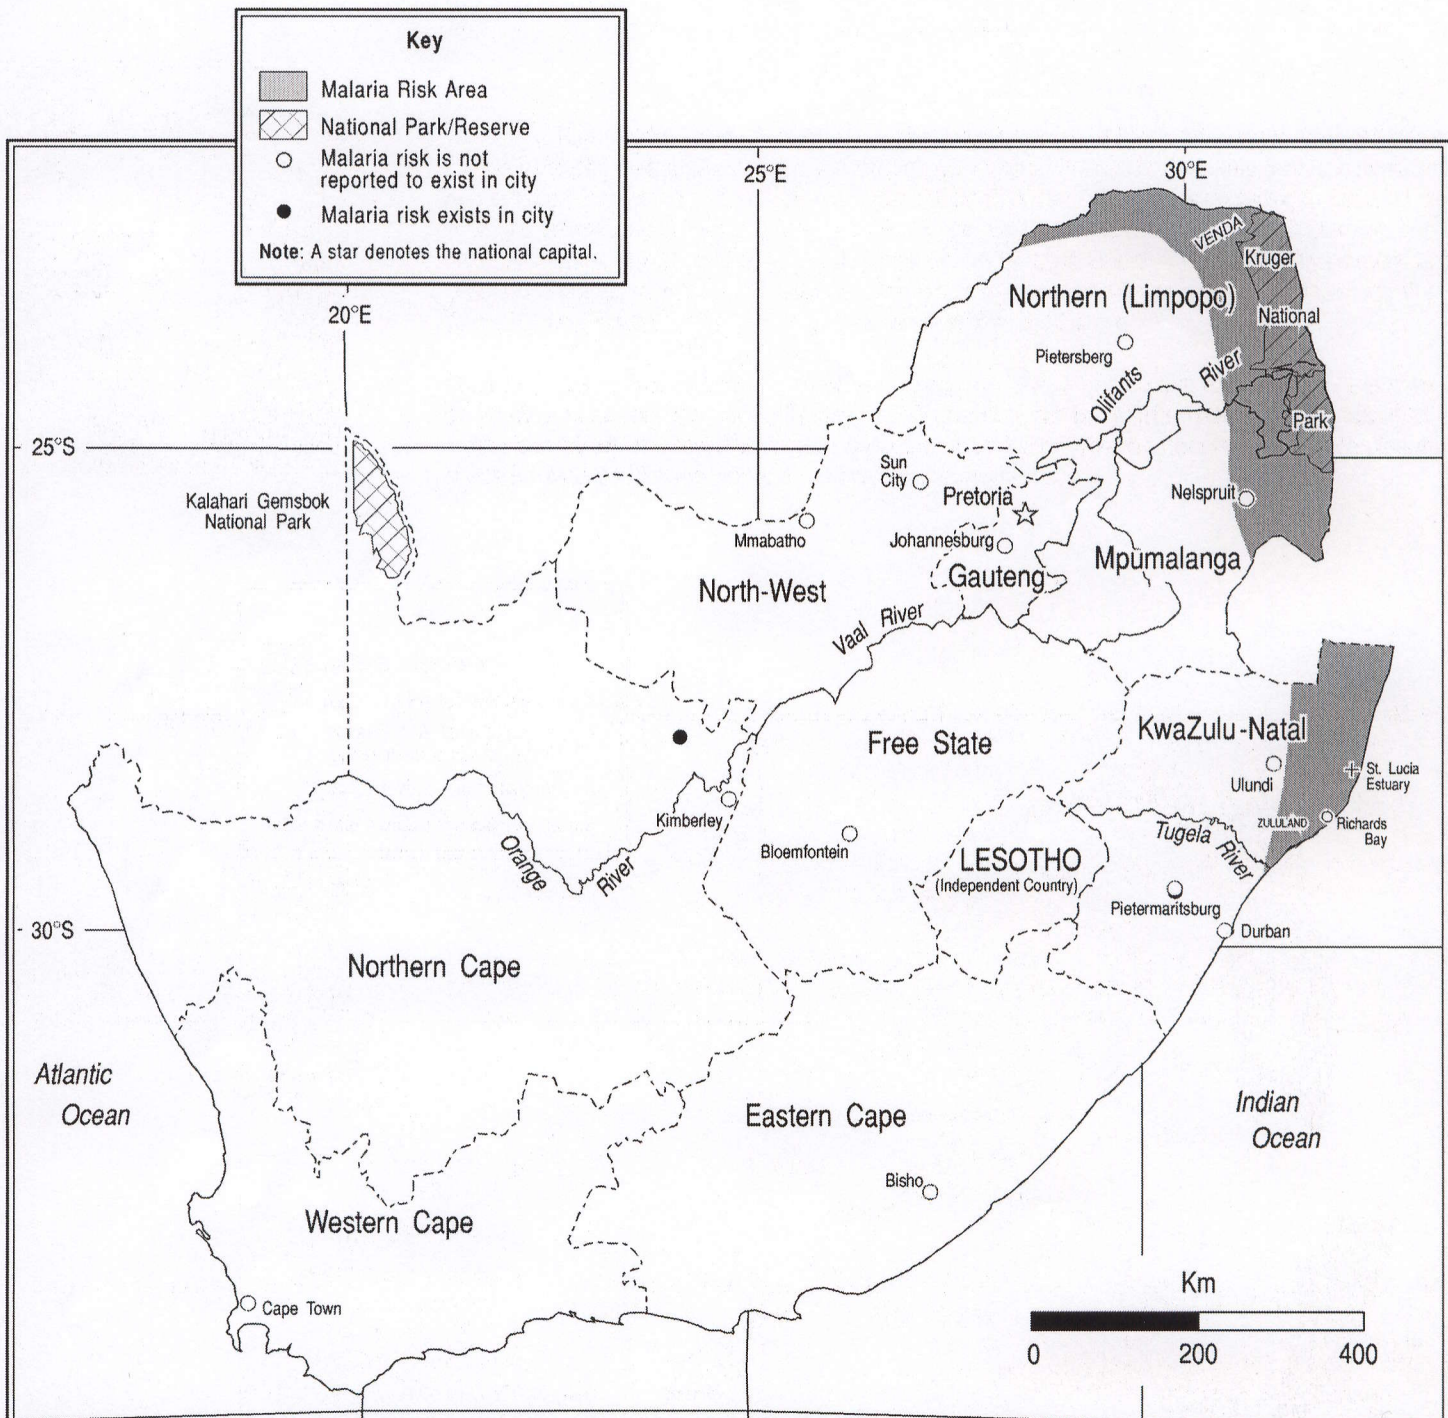 Key
Malaria Risk Area
National Park/Reserve
Malaria risk is not
reported to exist in city
Malaria risk exists in city
Note: A star denotes the national capital.
25°E
30°E
20°E
VENDA
Kruger
National
Park
Northern (Limpopo)
Pietersberg
Olifants
River
25°S
Kalahari Gemsbok
National Park
Sun
City
Pretoria
Nelspruit
Mmabatho
Johannesburg
Gauteng
Mpumalanga
North-West
Vaal River
Free State
KwaZulu-Natal
Ulundi
St. Lucia
Estuary
ZULULAND
Richards
Bay
Tugela
River
Kimberley
Bloemfontein
LESOTHO
(Independent Country)
Orange
River
Pietermaritsburg
Durban
30°S
Northern Cape
Atlantic
Ocean
Eastern Cape
Indian
Ocean
Bisho
Western Cape
Cape Town
Km
0 200 400